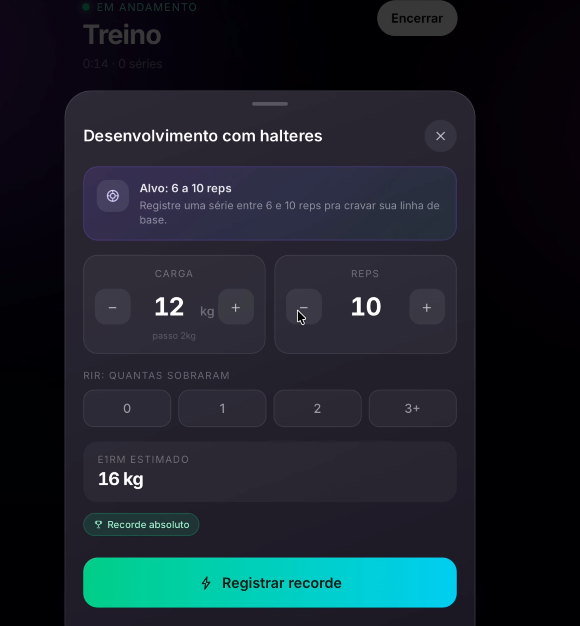 EM ANDAMENTO
Treino
Encerrar
0:14 · 0 séries
Desenvolvimento com halteres
Alvo: 6 a 10 reps
Registre uma série entre 6 e 10 reps pra cravar sua linha de
base.
CARGA
REPS
− 12 kg +
− 10 +
passo 2kg
RIR: QUANTAS SOBRARAM
0 1 2 3+
E1RM ESTIMADO
16 kg
Recorde absoluto
Registrar recorde